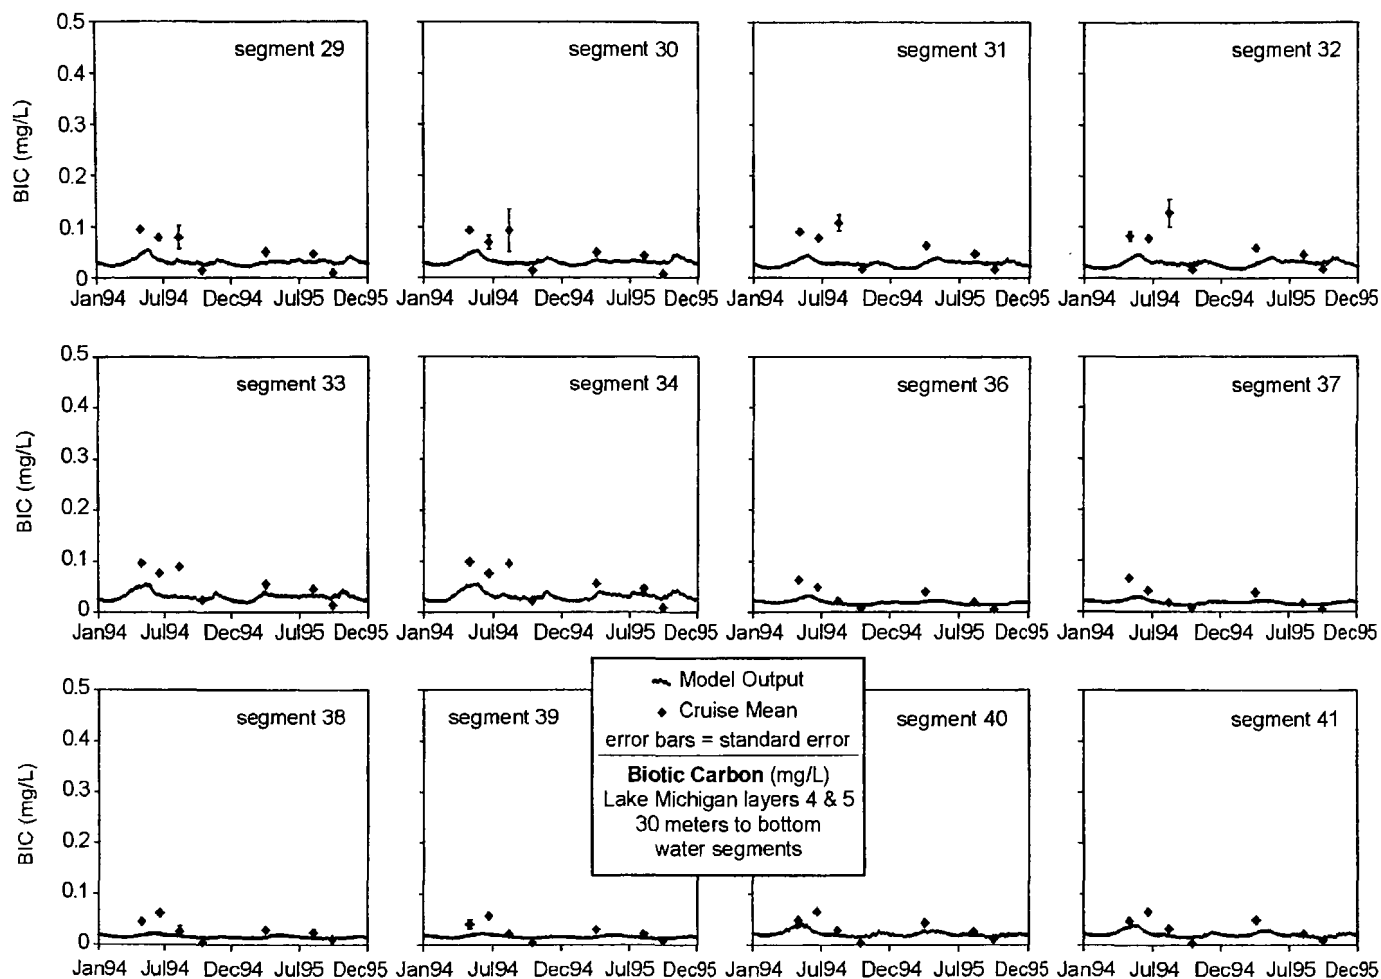 0.5
0.4
0.3
0.2
0.1
0
BIC (mg/L)
segment 29
segment 30
segment 31
segment 32
Jan94 Jul94 Dec94 Jul95 Dec95
Jan94 Jul94 Dec94 Jul95 Dec95
Jan94 Jul94 Dec94 Jul95 Dec95
Jan94 Jul94 Dec94 Jul95 Dec95
0.5
0.4
0.3
0.2
0.1
0
BIC (mg/L)
segment 33
segment 34
segment 36
segment 37
Jan94 Jul94 Dec94 Jul95 Dec95
Jan94 Jul94 Dec94 Jul95 Dec95
Jan94 Jul94 Dec94 Jul95 Dec95
Jan94 Jul94 Dec94 Jul95 Dec95
0.5
0.4
0.3
0.2
0.1
0
BIC (mg/L)
segment 38
segment 39
Model Output
Cruise Mean
error bars = standard error
Biotic Carbon (mg/L)
Lake Michigan layers 4 & 5
30 meters to bottom
water segments
segment 40
segment 41
Jan94 Jul94 Dec94 Jul95 Dec95
Jan94 Jul94 Dec94 Jul95 Dec95
Jan94 Jul94 Dec94 Jul95 Dec95
Jan94 Jul94 Dec94 Jul95 Dec95